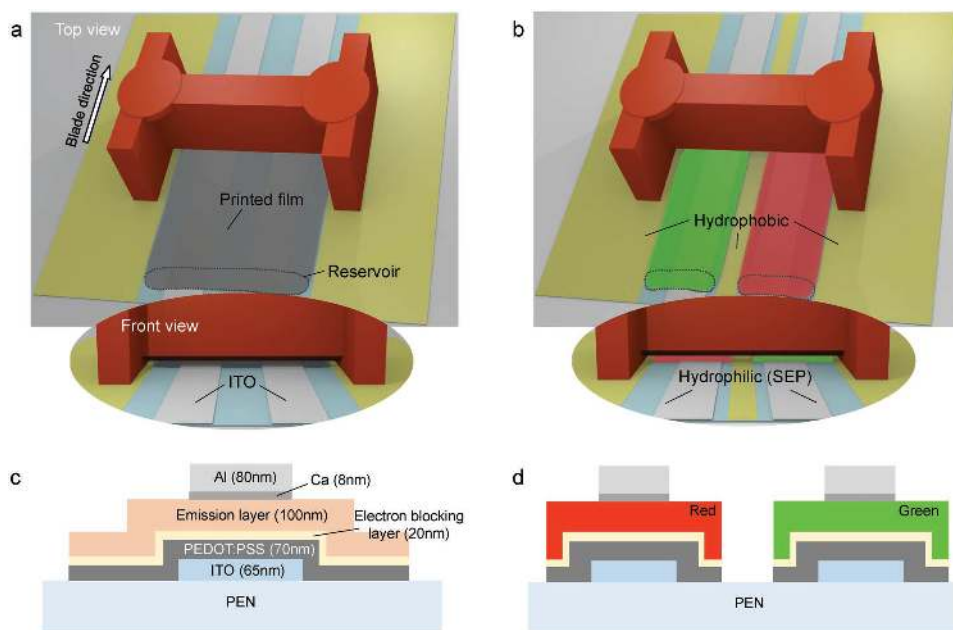 a
Top view
Blade direction
Printed film
Reservoir
Front view
ITO
b
Hydrophobic
Hydrophilic (SEP)
c
Al (80nm)
Ca (8nm)
Emission layer (100nm)
Electron blocking
layer (20nm)
PEDOT:PSS (70nm)
ITO (65nm)
PEN
d
Red
Green
PEN